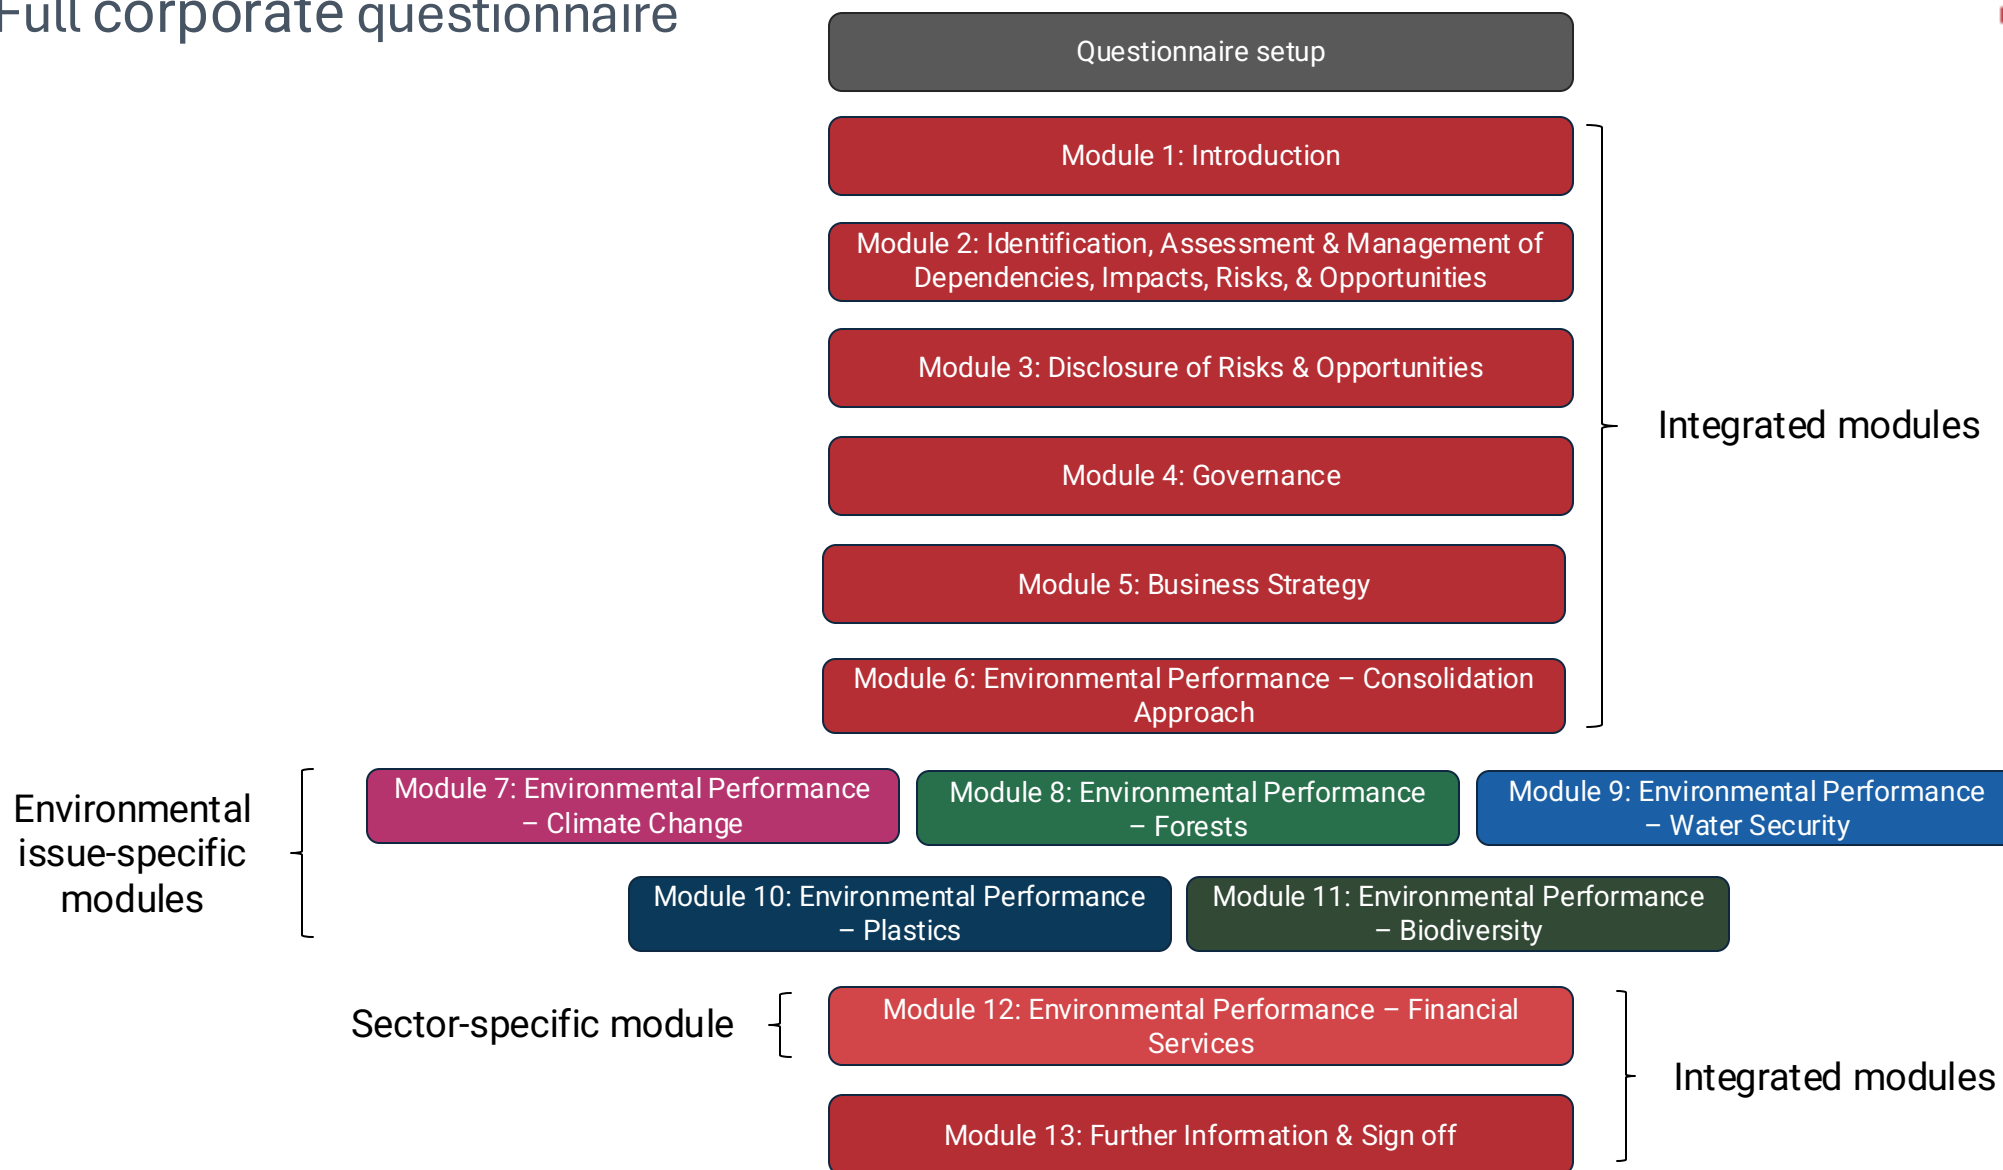 Full corporate questionnaire
Questionnaire setup
Module 1: Introduction
Module 2: Identification, Assessment & Management of
Dependencies, Impacts, Risks, & Opportunities
Module 3: Disclosure of Risks & Opportunities
Integrated modules
Module 4: Governance
Module 5: Business Strategy
Module 6: Environmental Performance – Consolidation
Approach
Environmental
issue-specific
modules
Module 7: Environmental Performance
– Climate Change
Module 8: Environmental Performance
– Forests
Module 9: Environmental Performance
– Water Security
Module 10: Environmental Performance
– Plastics
Module 11: Environmental Performance
– Biodiversity
Sector-specific module
Module 12: Environmental Performance – Financial
Services
Integrated modules
Module 13: Further Information & Sign off